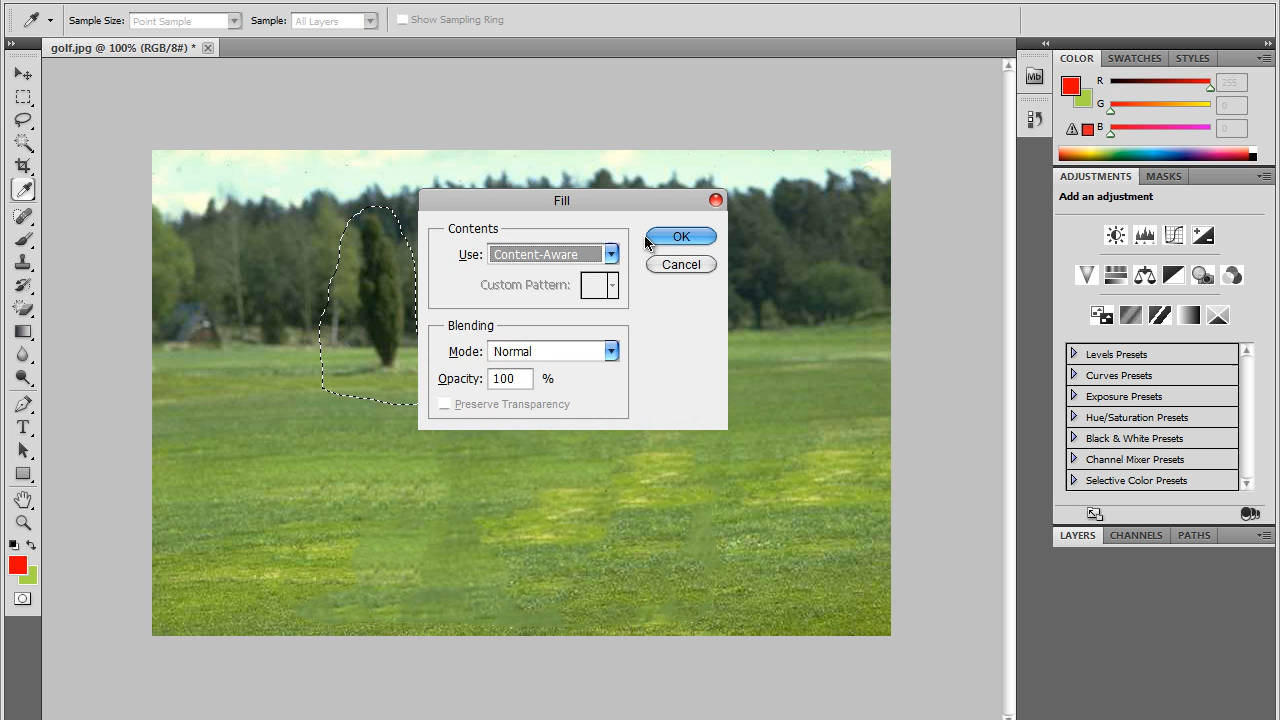 Sample Size: Point Sample Sample: All Layers Show Sampling Ring
golf.jpg @ 100% (RGB/8#) *
Mb
COLOR SWATCHES STYLES
R 255
G 0
B 0
ADJUSTMENTS MASKS
Add an adjustment
Fill
Contents
Use: Content-Aware
Custom Pattern:
OK
Cancel
Blending
Mode: Normal
Opacity: 100 %
Preserve Transparency
Levels Presets
Curves Presets
Exposure Presets
Hue/Saturation Presets
Black & White Presets
Channel Mixer Presets
Selective Color Presets
LAYERS CHANNELS PATHS
T